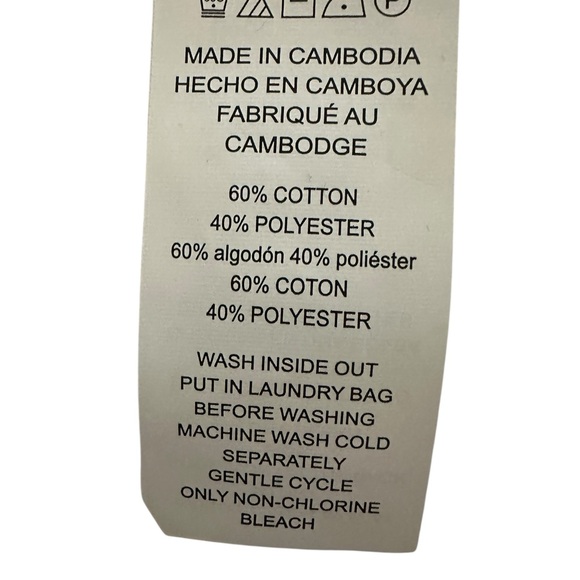 P
MADE IN CAMBODIA
HECHO EN CAMBOYA
FABRIQUÉ AU
CAMBODGE
60% COTTON
40% POLYESTER
60% algodón 40% poliéster
60% COTON
40% POLYESTER
WASH INSIDE OUT
PUT IN LAUNDRY BAG
BEFORE WASHING
MACHINE WASH COLD
SEPARATELY
GENTLE CYCLE
ONLY NON-CHLORINE
BLEACH